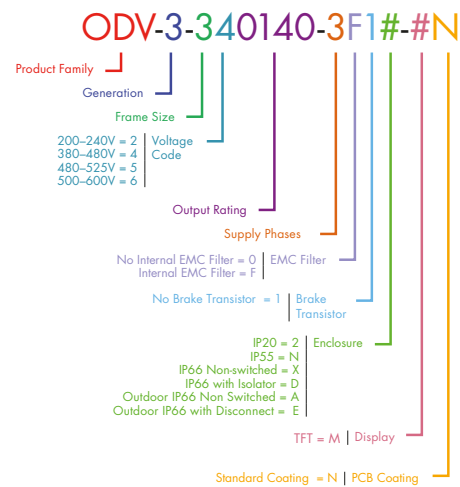 ODV-3-340140-3F1#-#N
Product Family
Generation
Frame Size
200–240V = 2 Voltage
380–480V = 4 Code
480–525V = 5
500–600V = 6
Output Rating
Supply Phases
No Internal EMC Filter = 0 EMC Filter
Internal EMC Filter = F
No Brake Transistor = 1 Brake
Transistor
IP20 = 2 Enclosure
IP55 = N
IP66 Non-switched = X
IP66 with Isolator = D
Outdoor IP66 Non Switched = A
Outdoor IP66 with Disconnect = E
TFT = M Display
Standard Coating = N PCB Coating